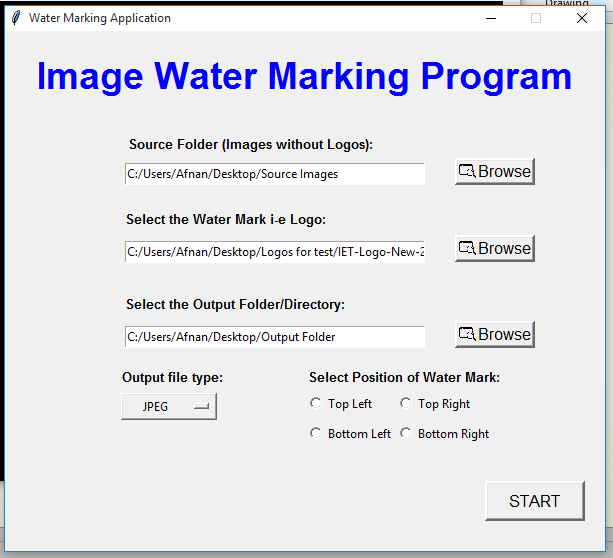 Drawing
Water Marking Application
Image Water Marking Program
Source Folder (Images without Logos):
C:/Users/Afnan/Desktop/Source Images
Browse
Select the Water Mark i-e Logo:
C:/Users/Afnan/Desktop/Logos for test/IET-Logo-New-2
Browse
Select the Output Folder/Directory:
C:/Users/Afnan/Desktop/Output Folder
Browse
Output file type:
JPEG
Select Position of Water Mark:
Top Left
Top Right
Bottom Left
Bottom Right
START